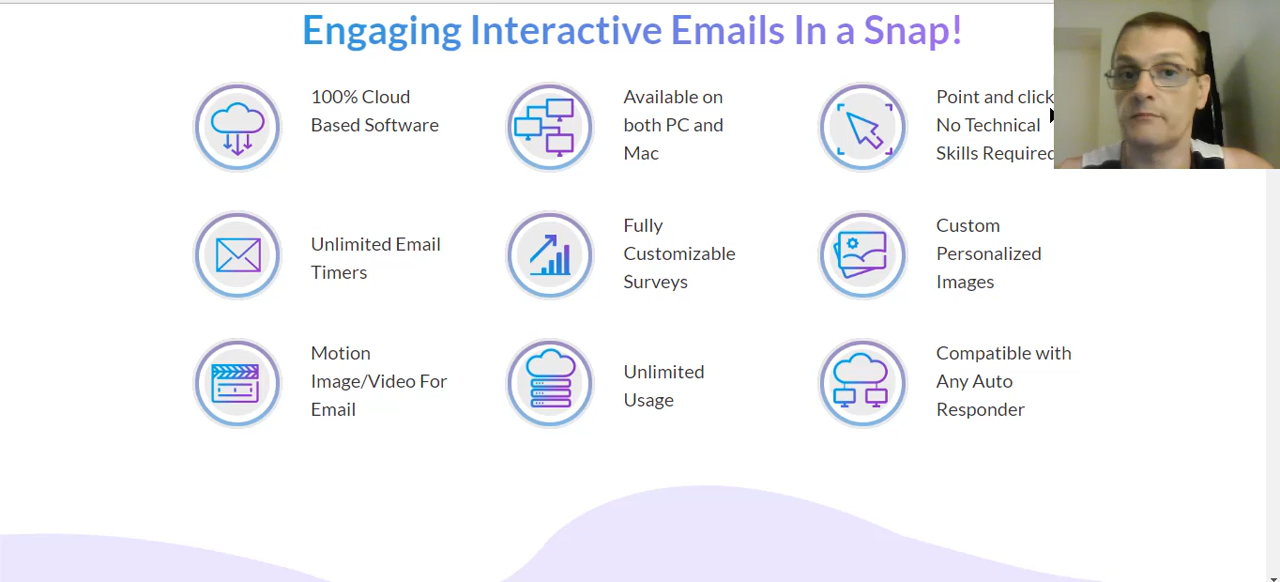 Engaging Interactive Emails In a Snap!
100% Cloud
Based Software
Available on
both PC and
Mac
Point and click
No Technical
Skills Required
Unlimited Email
Timers
Fully
Customizable
Surveys
Custom
Personalized
Images
Motion
Image/Video For
Email
Unlimited
Usage
Compatible with
Any Auto
Responder